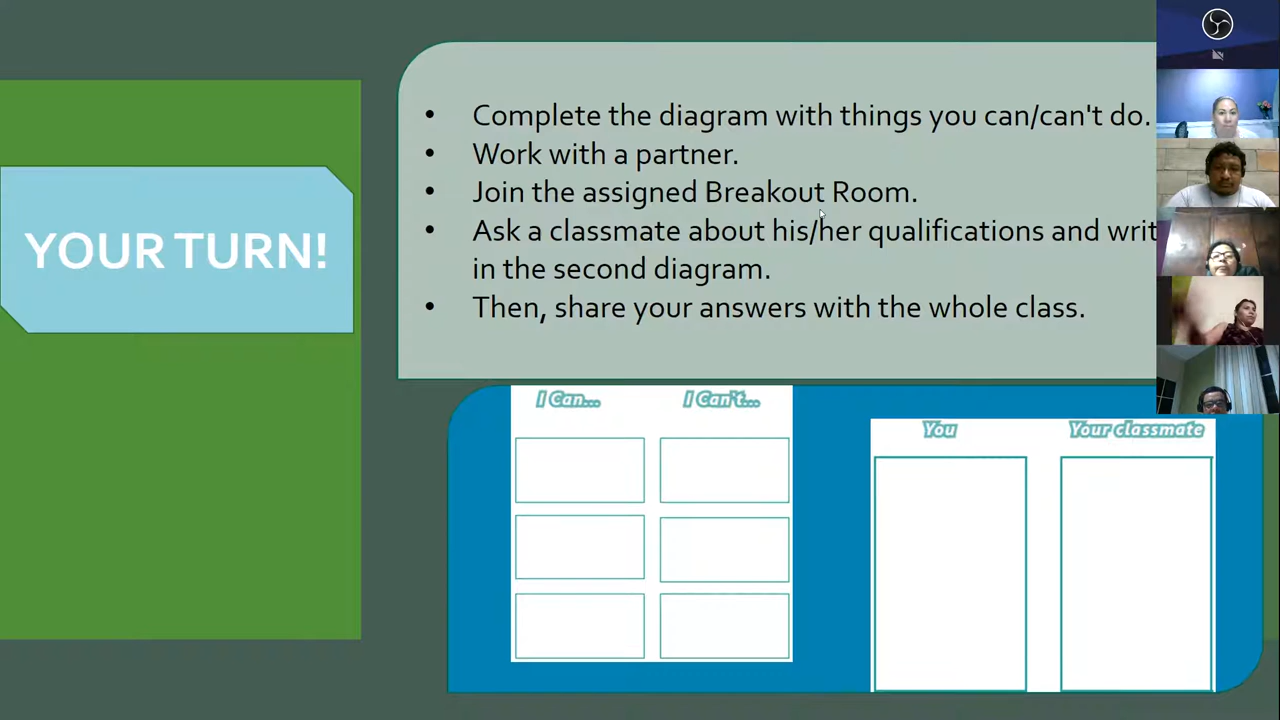 YOUR TURN!
• Complete the diagram with things you can/can't do.
• Work with a partner.
• Join the assigned Breakout Room.
• Ask a classmate about his/her qualifications and
in the second diagram.
• Then, share your answers with the whole class.
I Can... I Can't...
You Your classmate